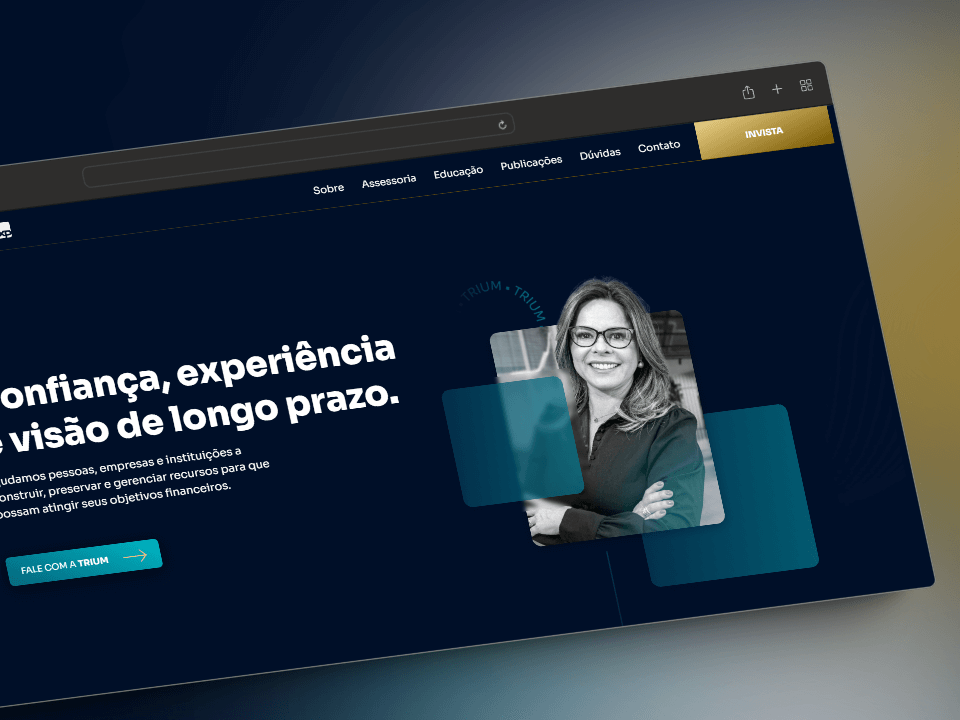 Sobre
Assessoria
Educação
Publicações
Dúvidas
Contato
INVISTA
TRIUM • TRIUM
onfiança, experiência
e visão de longo prazo.
udamos pessoas, empresas e instituições a
onstruir, preservar e gerenciar recursos para que
possam atingir seus objetivos financeiros.
FALE COM A TRIUM